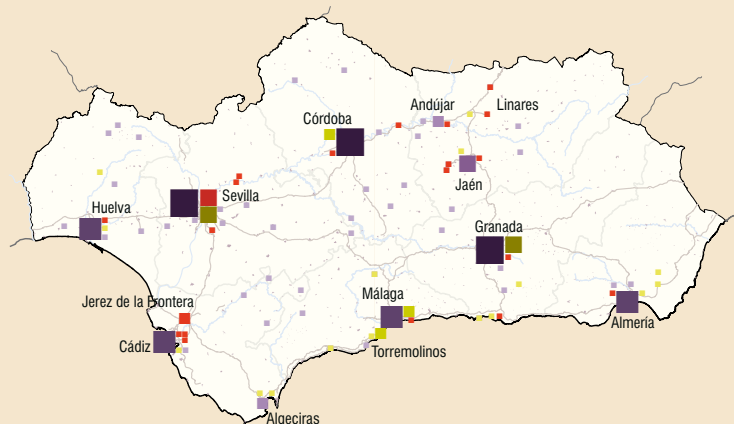 Andújar
Linares
Córdoba
Jaén
Sevilla
Huelva
Granada
Málaga
Jerez de la Frontera
Almería
Cádiz
Torremolinos
Algeciras